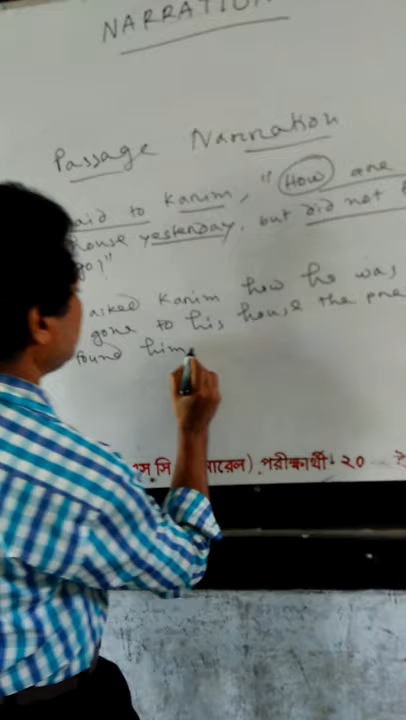 NARRATION
Passage Narration
said to Karim, "How are
house yesterday, but did not
go!"
asked Karim how he was
gone to his house the pre
found him
পরীক্ষার্থী-২০